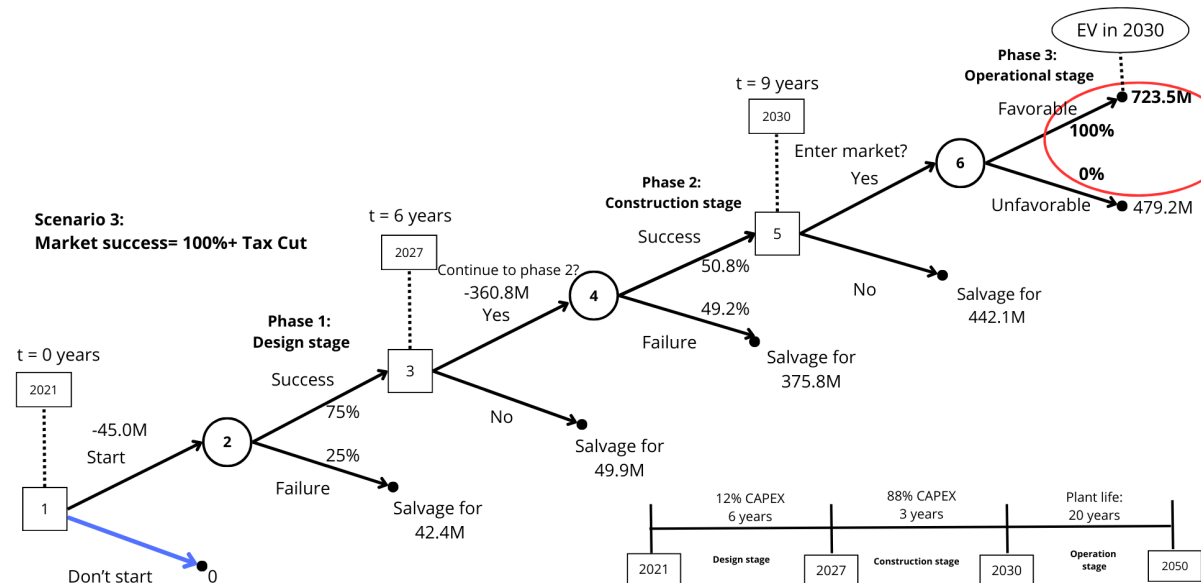 Scenario 3:
Market success= 100%+ Tax Cut
t = 0 years
2021
1
-45.0M
Start
Don't start
0
2
Phase 1:
Design stage
Success
75%
25%
Failure
Salvage for
42.4M
t = 6 years
2027
3
Continue to phase 2?
-360.8M
Yes
No
Salvage for
49.9M
4
Phase 2:
Construction stage
Success
50.8%
49.2%
Failure
Salvage for
375.8M
t = 9 years
2030
5
Enter market?
Yes
No
Salvage for
442.1M
6
Phase 3:
Operational stage
Favorable
100%
0%
Unfavorable
EV in 2030
723.5M
479.2M
12% CAPEX
6 years
88% CAPEX
3 years
Plant life:
20 years
Design stage
Construction stage
Operation
stage
2021
2027
2030
2050